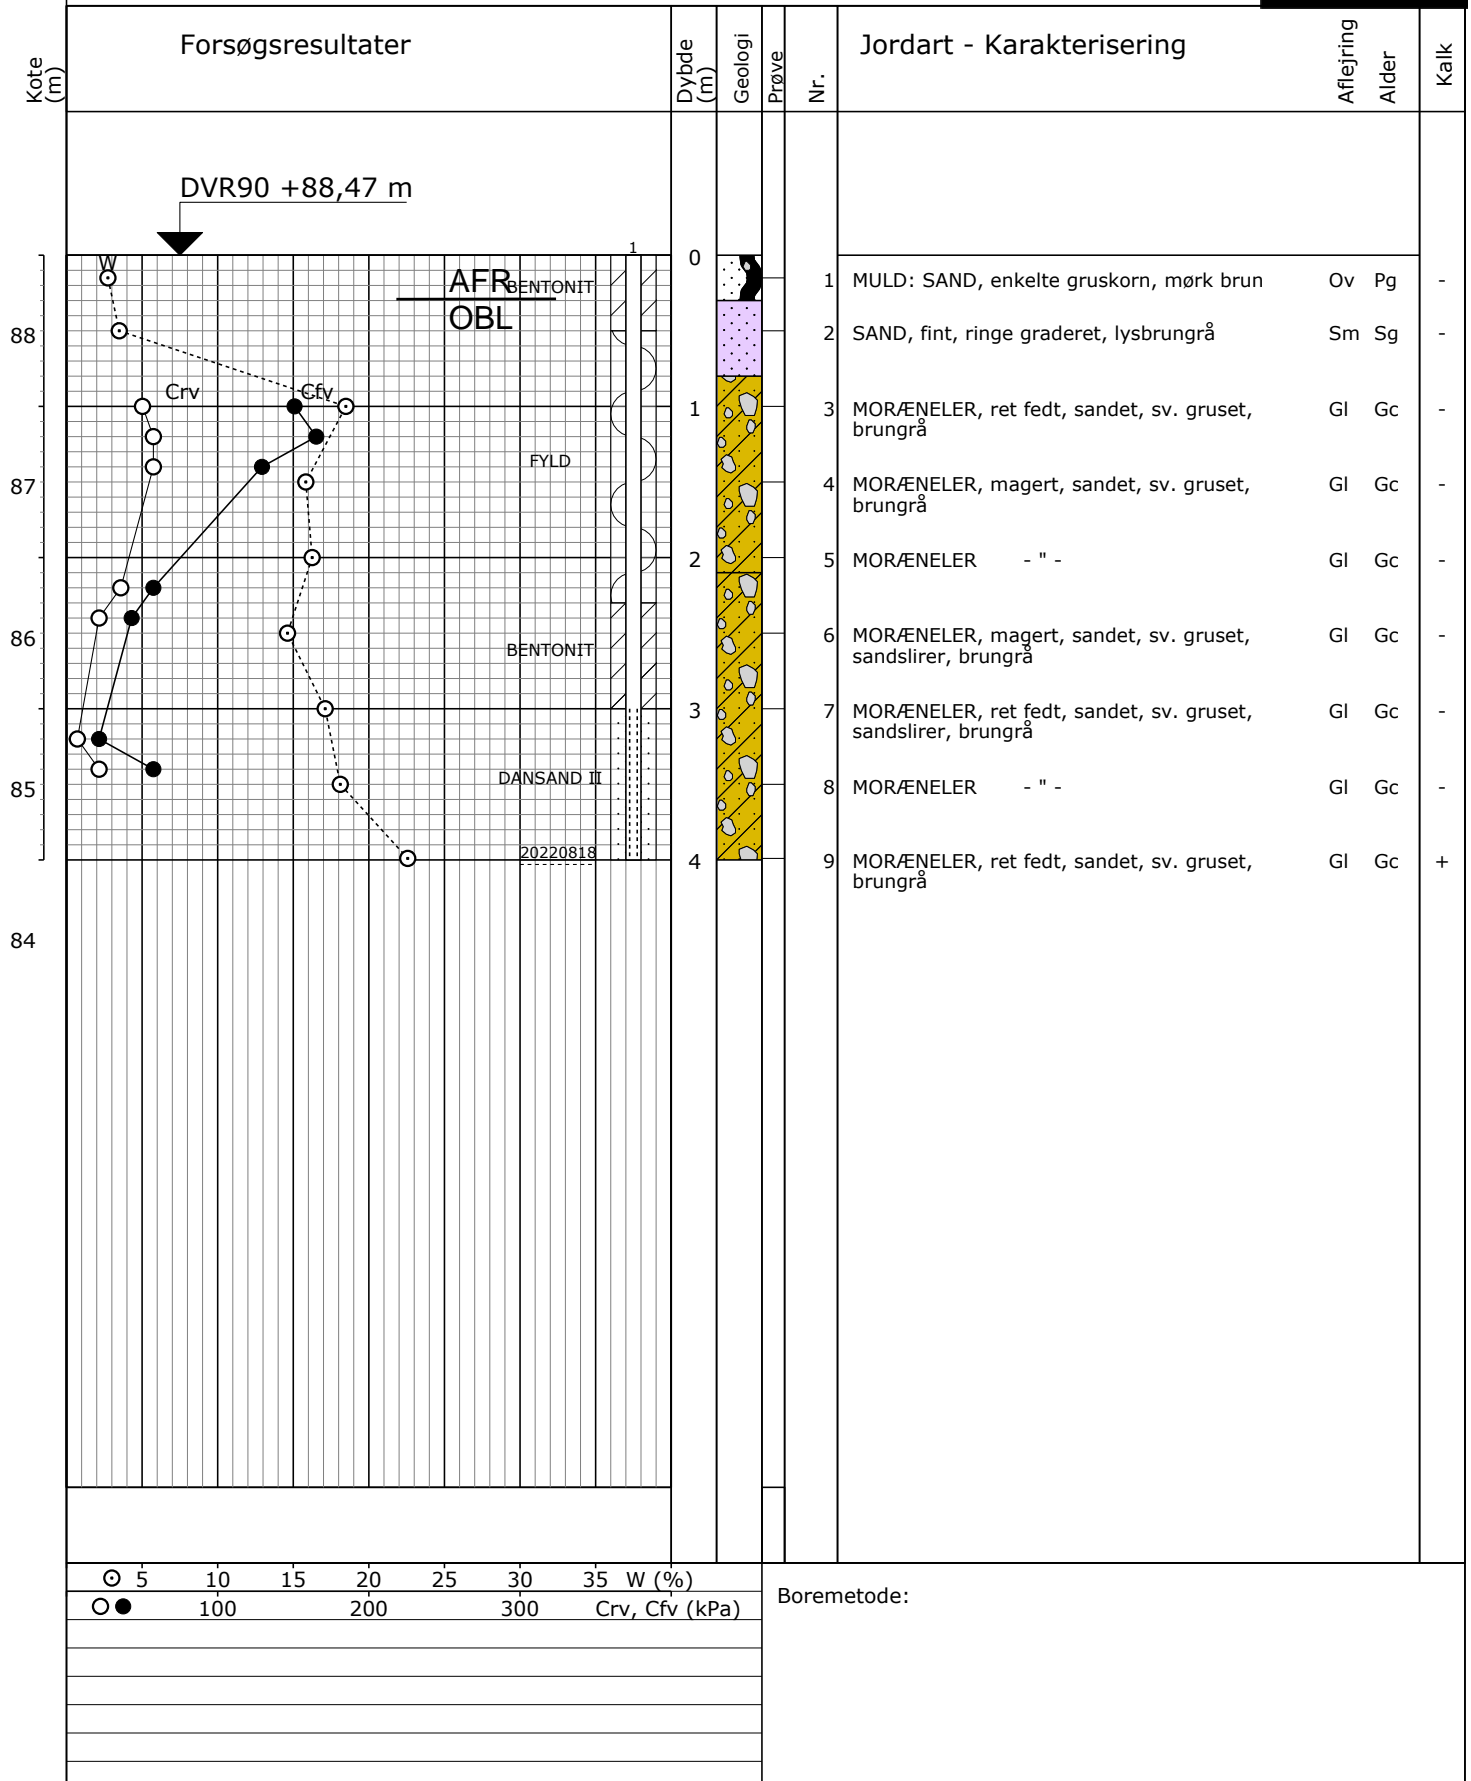 Kote (m)
Forsøgsresultater
Dybde (m)
Geologi
Prøve
Nr.
Jordart - Karakterisering
Aflejring
Alder
Kalk
DVR90 +88,47 m
1
0
W
AFR
BENTONIT
OBL
1 MULD: SAND, enkelte gruskorn, mørk brun Ov Pg -
88
2 SAND, fint, ringe graderet, lysbrungrå Sm Sg -
Crv
Cfv
1
3 MORÆNELER, ret fedt, sandet, sv. gruset, Gl Gc -
brungrå
FYLD
87
4 MORÆNELER, magert, sandet, sv. gruset, Gl Gc -
brungrå
2
5 MORÆNELER - " - Gl Gc -
86
BENTONIT
6 MORÆNELER, magert, sandet, sv. gruset, Gl Gc -
sandslirer, brungrå
3
7 MORÆNELER, ret fedt, sandet, sv. gruset, Gl Gc -
sandslirer, brungrå
85
DANSAND II
8 MORÆNELER - " - Gl Gc -
20220818
4
9 MORÆNELER, ret fedt, sandet, sv. gruset, Gl Gc +
brungrå
84
5 10 15 20 25 30 35 W (%)
100 200 300 Crv, Cfv (kPa)
Boremetode: